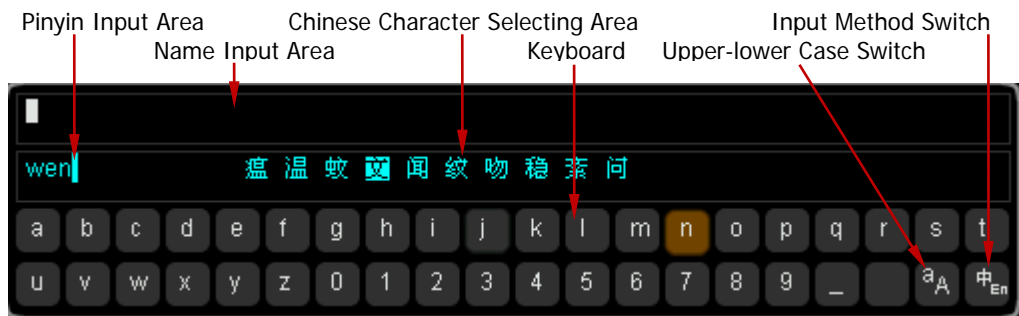 Pinyin Input Area Chinese Character Selecting Area Input Method Switch
Name Input Area Keyboard Upper-lower Case Switch
wen 瘟 温 蚊 文 闻 纹 吻 稳 紊 问
a b c d e f g h i j k l m n o p q r s t
u v w x y z 0 1 2 3 4 5 6 7 8 9 _ aA 中En